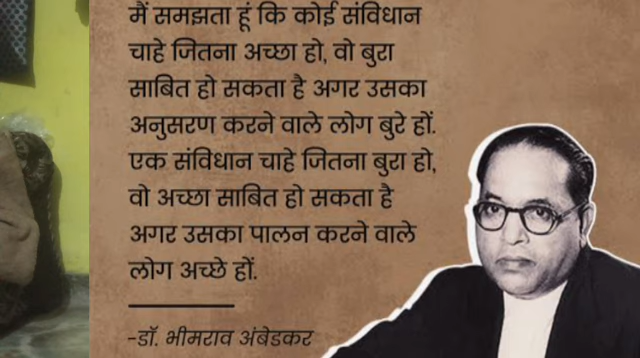 मैं समझता हूं कि कोई संविधान
चाहे जितना अच्छा हो, वो बुरा
साबित हो सकता है अगर उसका
अनुसरण करने वाले लोग बुरे हों.
एक संविधान चाहे जितना बुरा हो,
वो अच्छा साबित हो सकता है
अगर उसका पालन करने वाले
लोग अच्छे हों.
-डॉ. भीमराव अंबेडकर